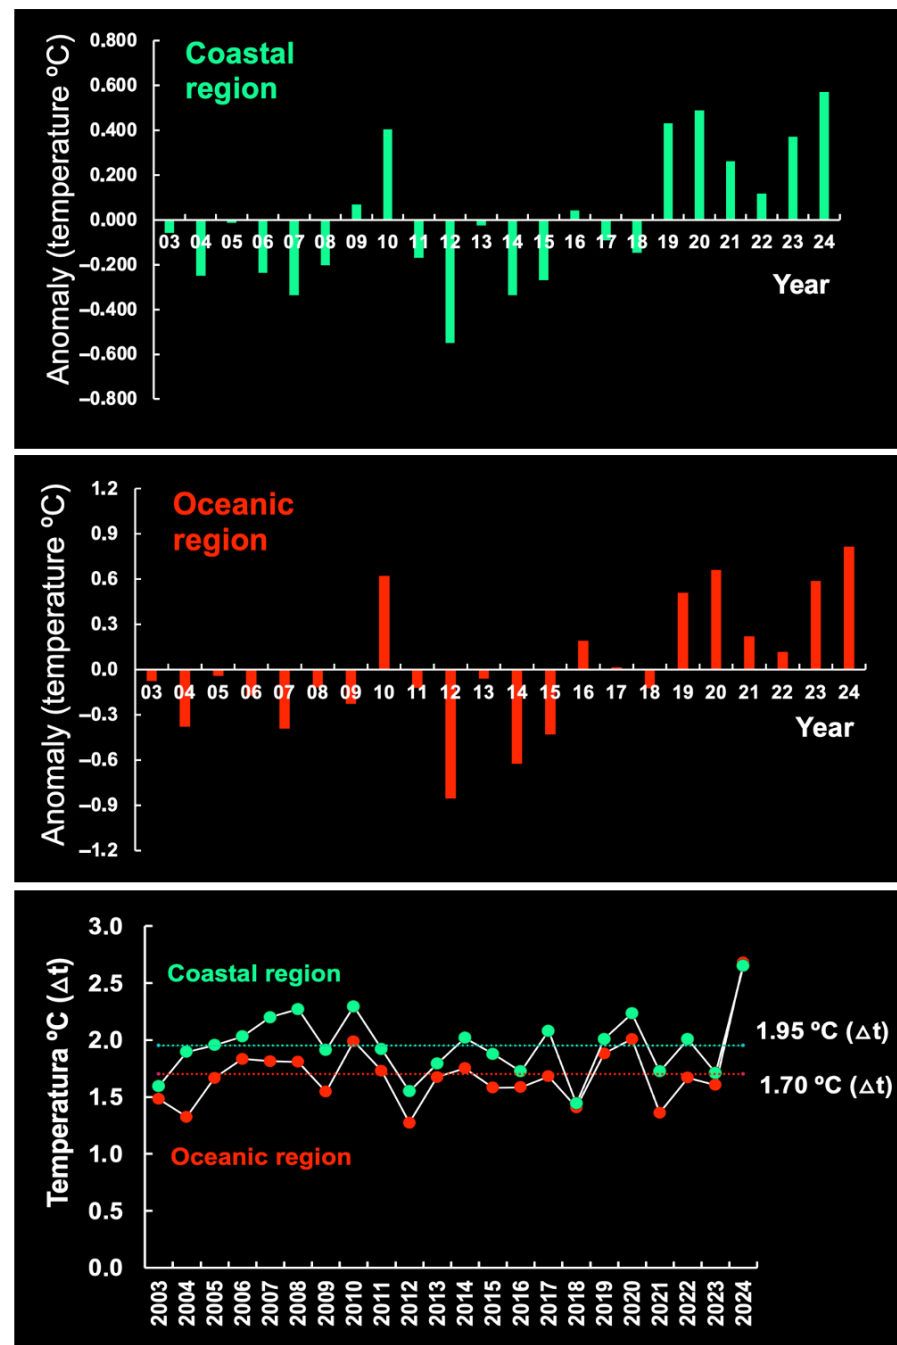 Coastal
region
Anomaly (temperature ºC)
0.800
0.600
0.400
0.200
0.000
–0.200
–0.400
–0.600
–0.800
03 04 05 06 07 08 09 10 11 12 13 14 15 16 17 18 19 20 21 22 23 24
Year
Oceanic
region
Anomaly (temperature ºC)
1.2
0.9
0.6
0.3
0.0
–0.3
–0.6
–0.9
–1.2
03 04 05 06 07 08 09 10 11 12 13 14 15 16 17 18 19 20 21 22 23 24
Year
Temperatura ºC (Δt)
3.0
2.5
2.0
1.5
1.0
0.5
0.0
Coastal region
1.95 ºC (Δt)
1.70 ºC (Δt)
Oceanic region
2003 2004 2005 2006 2007 2008 2009 2010 2011 2012 2013 2014 2015 2016 2017 2018 2019 2020 2021 2022 2023 2024